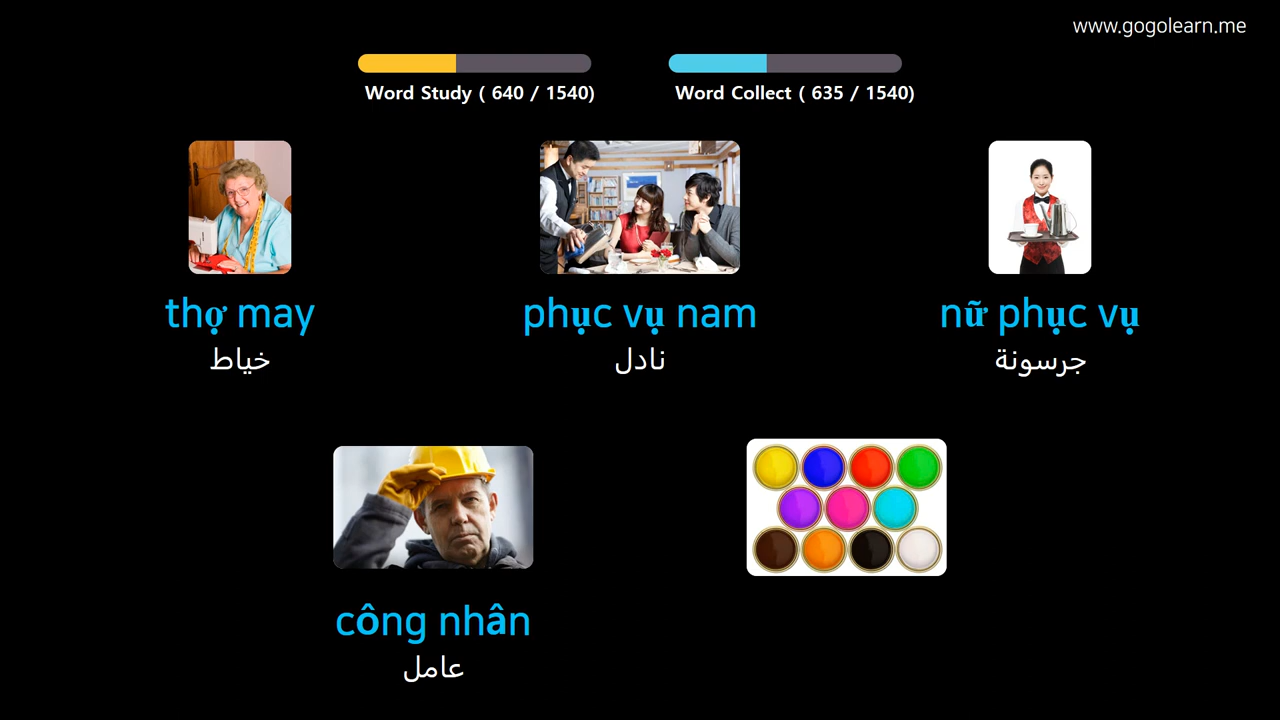 www.gogolearn.me
Word Study ( 640 / 1540)
Word Collect ( 635 / 1540)
thợ may
خياط
phục vụ nam
نادل
nữ phục vụ
جرسونة
công nhân
عامل